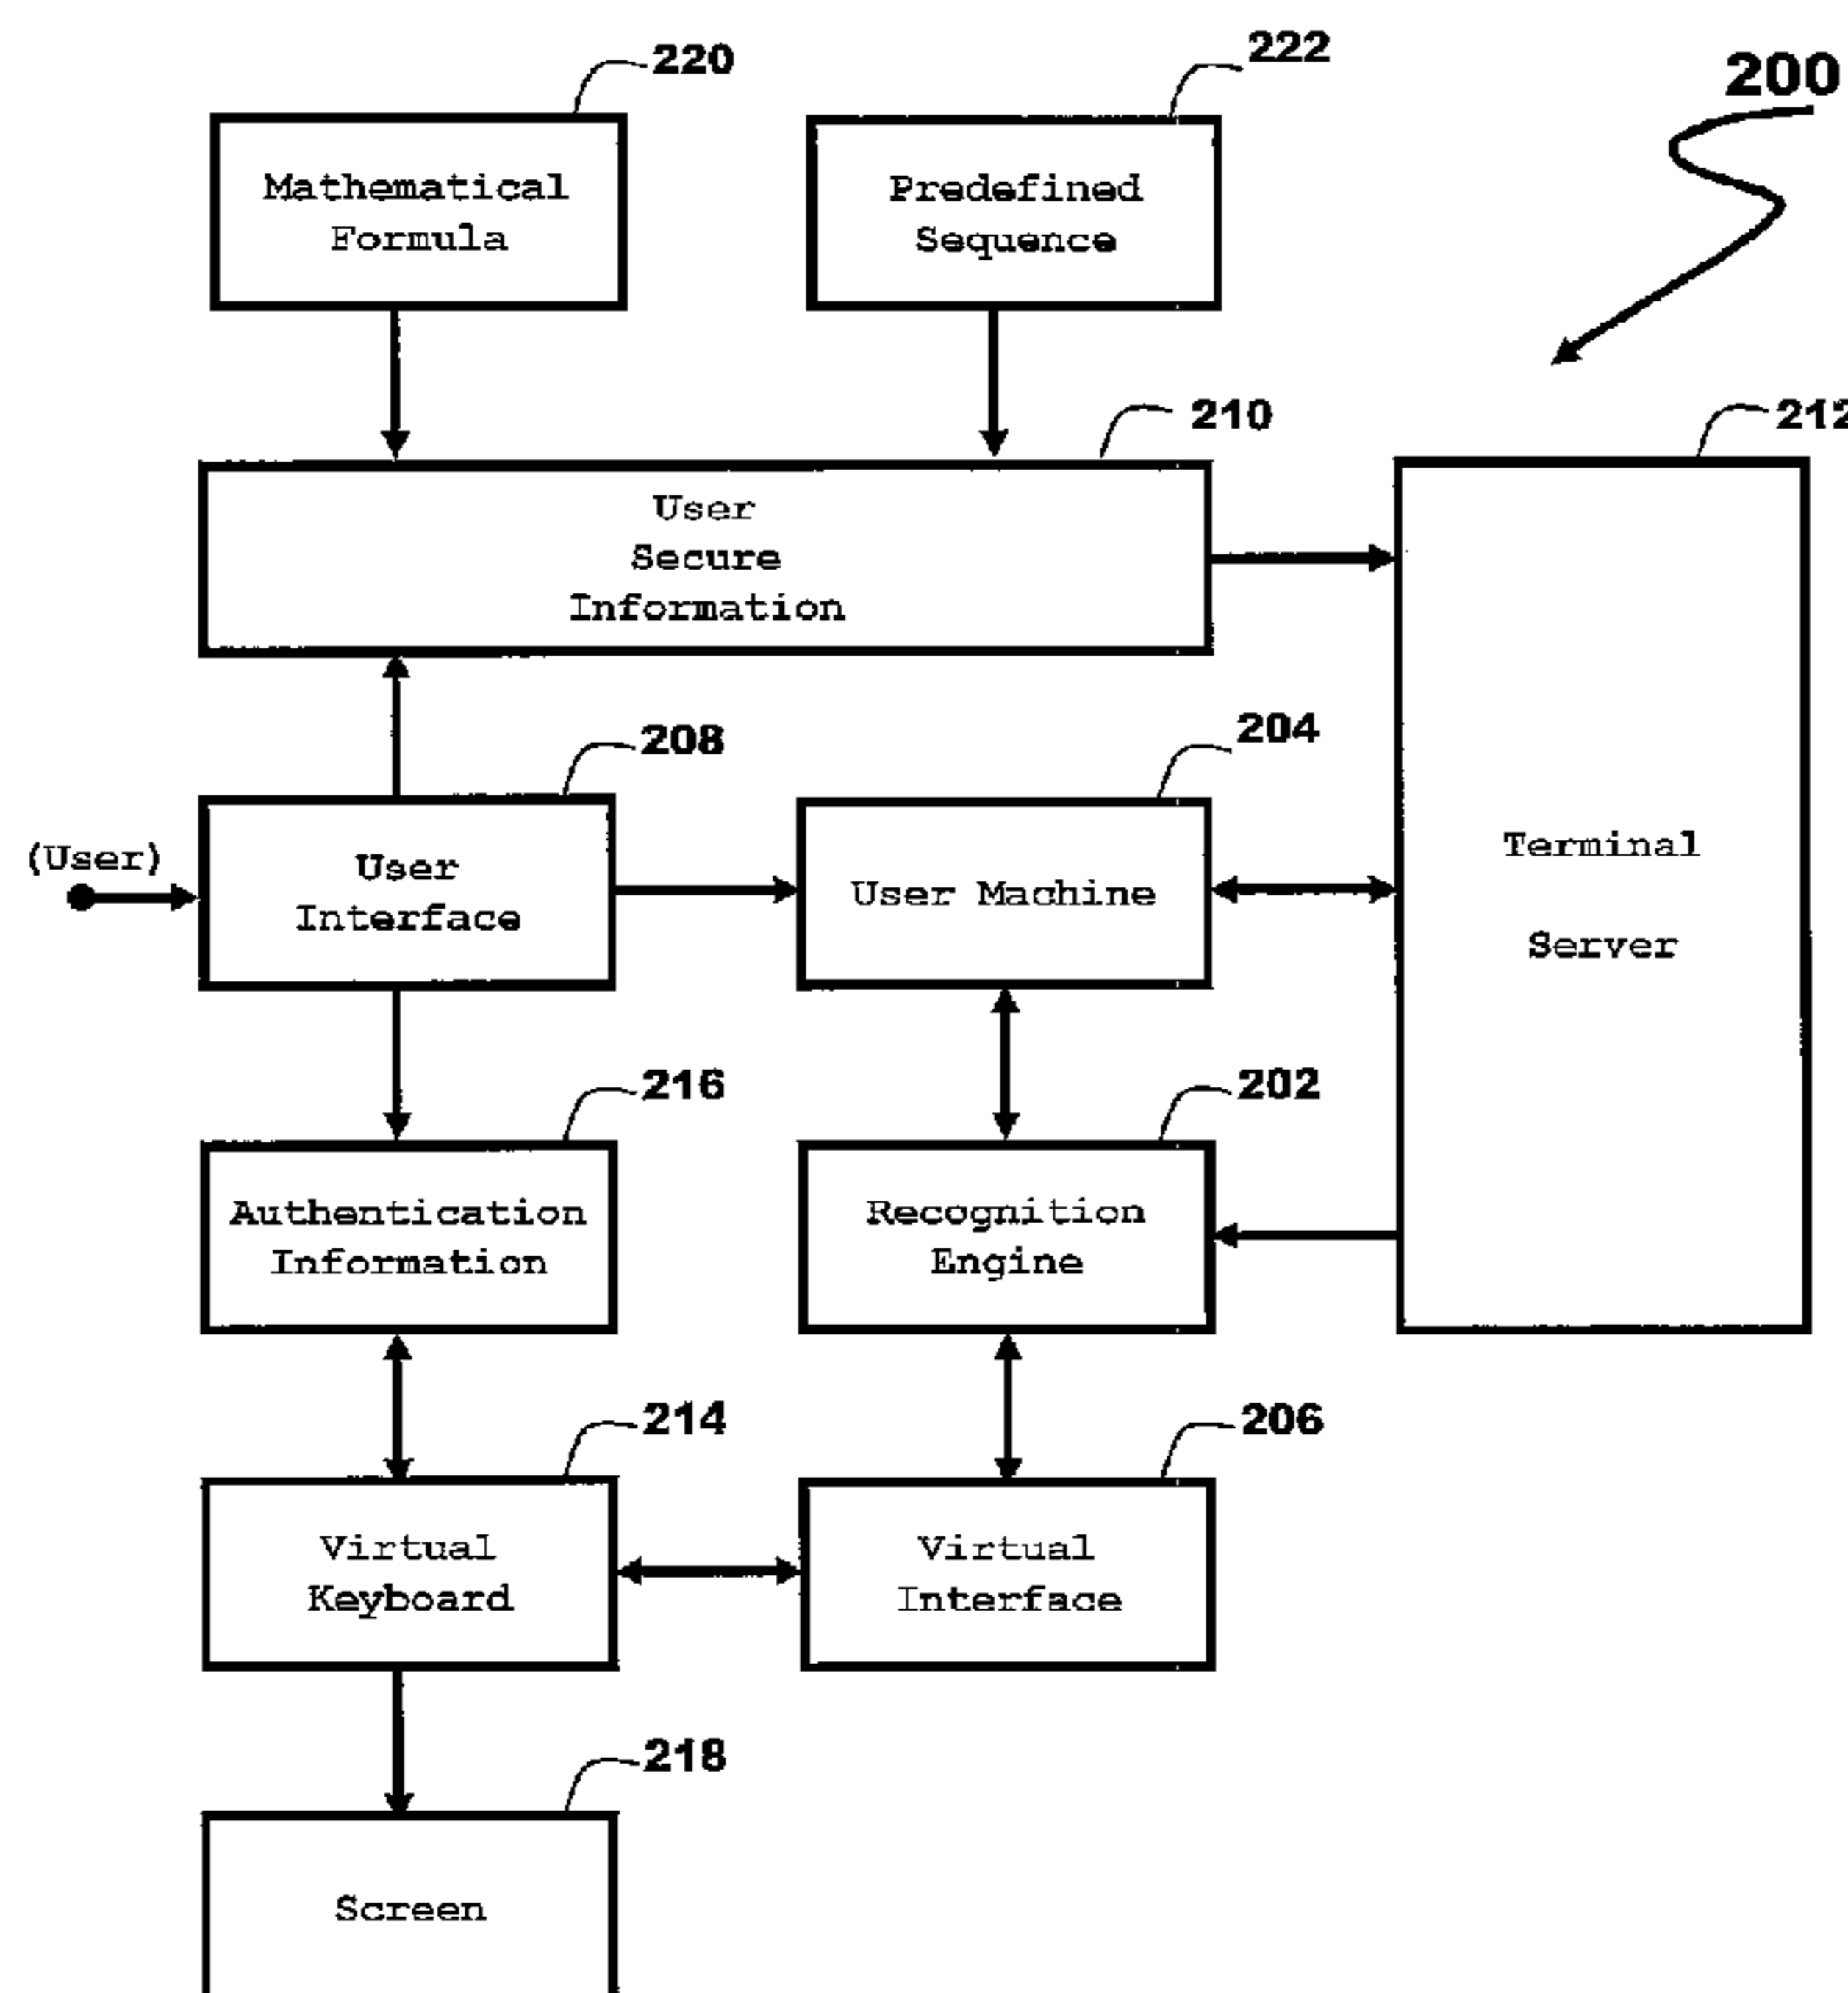 220
222
200
Mathematical
Formula
Predefined
Sequence
210
212
User
Secure
Information
208
204
(User)
User
Interface
User Machine
Terminal
Server
216
202
Authentication
Information
Recognition
Engine
214
206
Virtual
Keyboard
Virtual
Interface
218
Screen